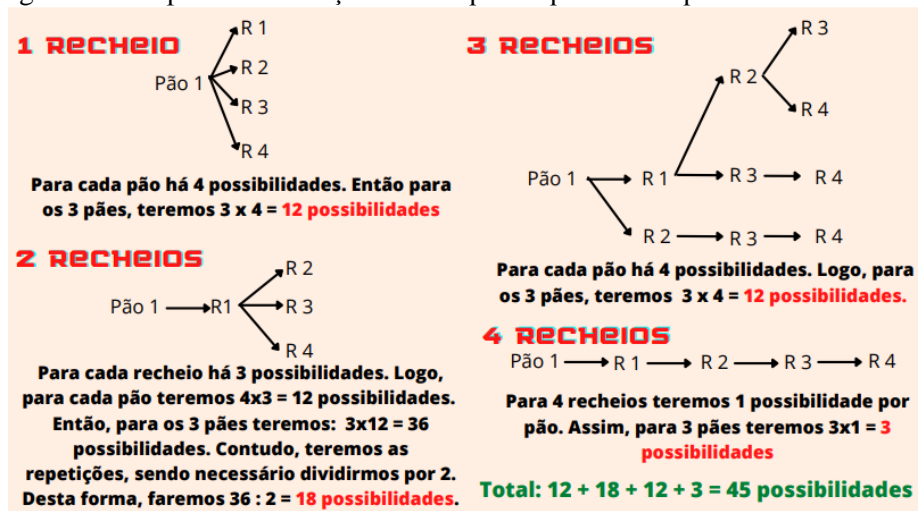 1 RECHEIO
R 1
R 2
Pão 1
R 3
R 4
Para cada pão há 4 possibilidades. Então para
os 3 pães, teremos 3 x 4 = 12 possibilidades
2 RECHEIOS
R 2
Pão 1 R1 R 3
R 4
Para cada recheio há 3 possibilidades. Logo,
para cada pão teremos 4x3 = 12 possibilidades.
Então, para os 3 pães teremos: 3x12 = 36
possibilidades. Contudo, teremos as
repetições, sendo necessário dividirmos por 2.
Desta forma, faremos 36 : 2 = 18 possibilidades.
3 RECHEIOS
R 3
R 2
R 4
Pão 1 R 1 R 3 R 4
R 2 R 3 R 4
Para cada pão há 4 possibilidades. Logo, para
os 3 pães, teremos 3 x 4 = 12 possibilidades.
4 RECHEIOS
Pão 1 R 1 R 2 R 3 R 4
Para 4 recheios teremos 1 possibilidade por
pão. Assim, para 3 pães teremos 3x1 = 3
possibilidades
Total: 12 + 18 + 12 + 3 = 45 possibilidades